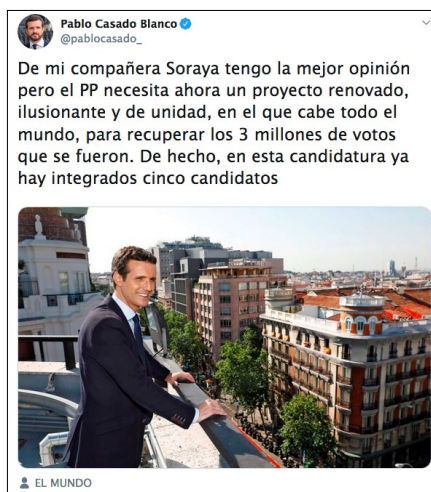 Pablo Casado Blanco
@pablocasado_
De mi compañera Soraya tengo la mejor opinión
pero el PP necesita ahora un proyecto renovado,
ilusionante y de unidad, en el que cabe todo el
mundo, para recuperar los 3 millones de votos
que se fueron. De hecho, en esta candidatura ya
hay integrados cinco candidatos
EL MUNDO